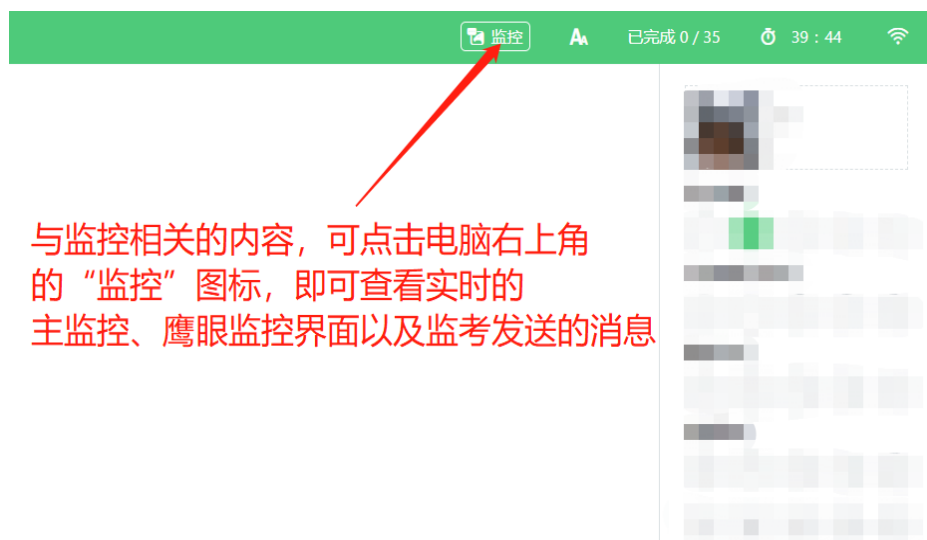 监控
AA
已完成 0 / 35
39 : 44
与监控相关的内容，可点击电脑右上角
的“监控”图标，即可查看实时的
主监控、鹰眼监控界面以及监考发送的消息